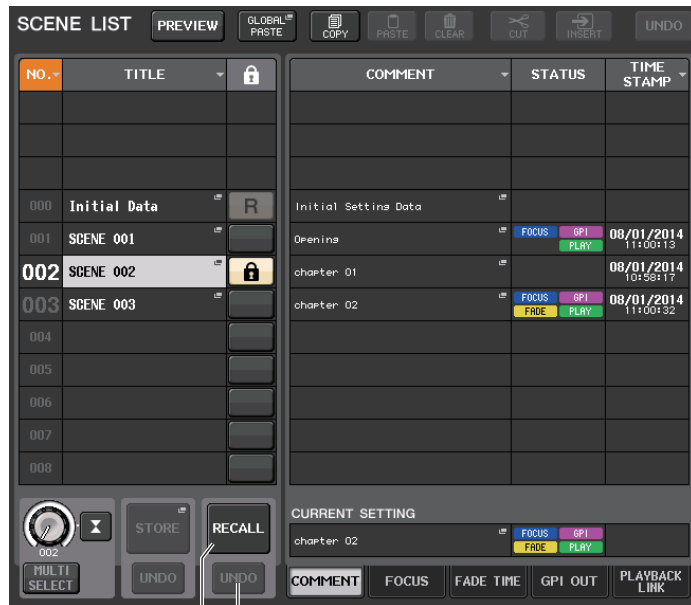 SCENE LIST PREVIEW GLOBAL PASTE COPY PASTE CLEAR CUT INSERT UNDO
NO. TITLE COMMENT STATUS TIME STAMP
000 Initial Data R Initial Setting Data
001 SCENE 001 Opening FOCUS GPI PLAY 08/01/2014 11:00:13
002 SCENE 002 chapter 01 08/01/2014 10:58:17
003 SCENE 003 chapter 02 FOCUS GPI FADE PLAY 08/01/2014 11:00:32
004
005
006
007
008
002
MULTI SELECT
STORE
UNDO
RECALL
UNDO
CURRENT SETTING
chapter 02 FOCUS GPI FADE PLAY
COMMENT FOCUS FADE TIME GPI OUT PLAYBACK LINK